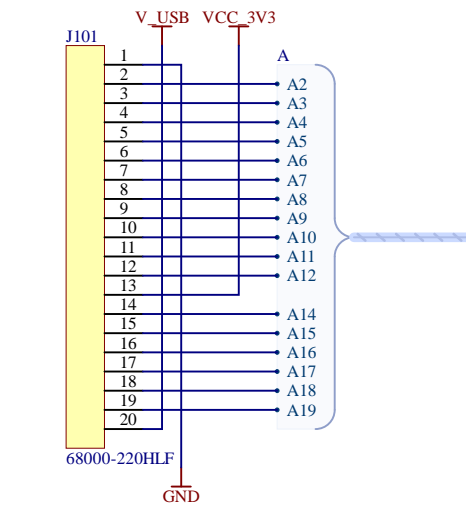 V_USB VCC_3V3
J101
A
1
2 A2
3 A3
4 A4
5 A5
6 A6
7 A7
8 A8
9 A9
10 A10
11 A11
12 A12
13
14 A14
15 A15
16 A16
17 A17
18 A18
19 A19
20
68000-220HLF
GND